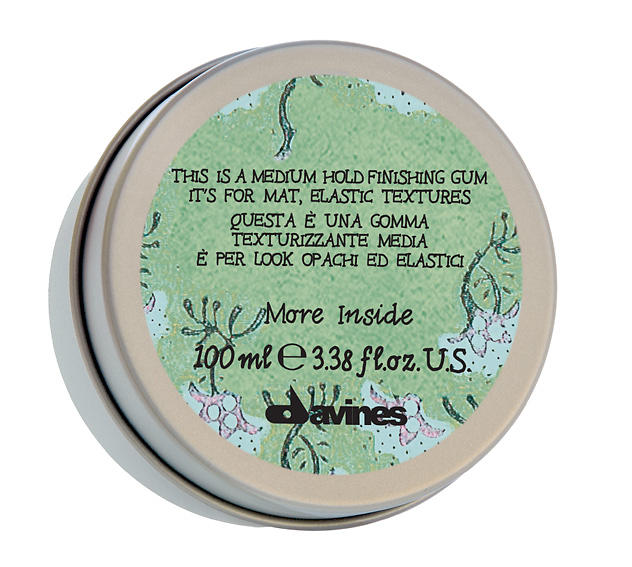 THIS IS A MEDIUM HOLD FINISHING GUM
IT'S FOR MAT, ELASTIC TEXTURES
QUESTA È UNA GOMMA
TEXTURIZZANTE MEDIA
È PER LOOK OPACHI ED ELASTICI
More Inside
100 ml ℮ 3.38 fl.oz. U.S.
davines